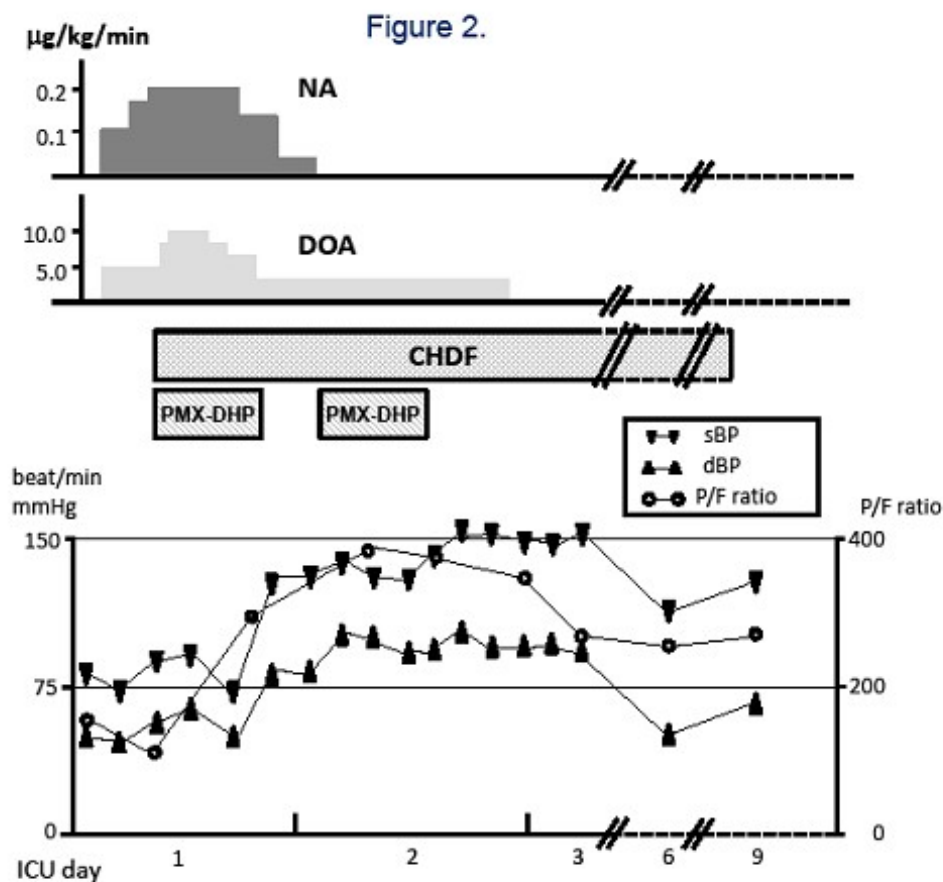 Figure 2.
µg/kg/min
NA
0.2
0.1
DOA
10.0
5.0
CHDF
PMX-DHP PMX-DHP
sBP
dBP
P/F ratio
beat/min
mmHg
P/F ratio
150 400
75 200
0 0
1 2 3 6 9
ICU day